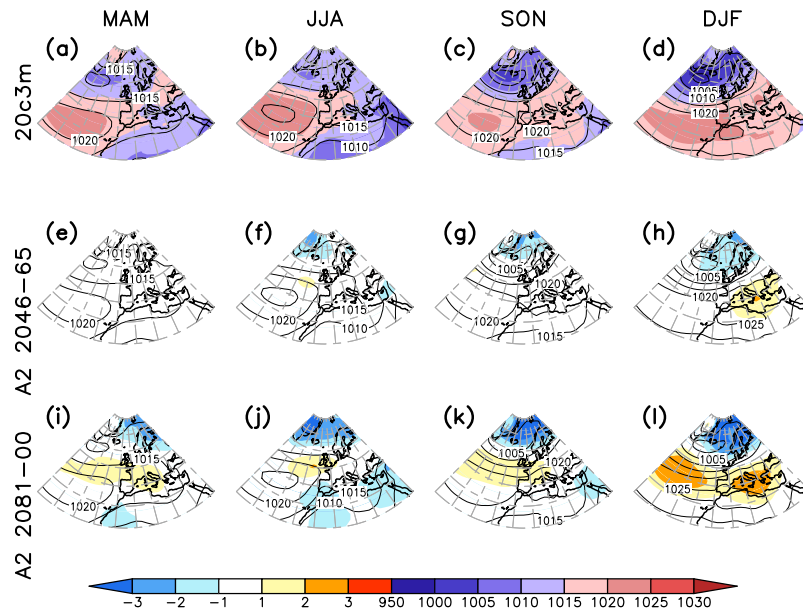 MAM JJA SON DJF
20c3m
(a) (b) (c) (d)
1015 1015 1020
1020 1015 1010
1020 1015
1005 1010 1020
A2 2046-65
(e) (f) (g) (h)
1015 1015 1020
1020 1015 1010
1005 1020 1015
1005 1020 1025
A2 2081-00
(i) (j) (k) (l)
1015 1020
1020 1015 1010
1005 1020 1015
1005 1025
-3 -2 -1 1 2 3 950 1000 1005 1010 1015 1020 1025 1030